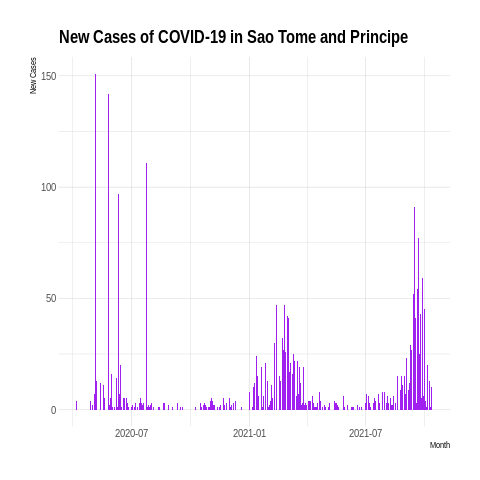 New Cases of COVID-19 in Sao Tome and Principe
New Cases
150
100
50
0
2020-07 2021-01 2021-07
Month